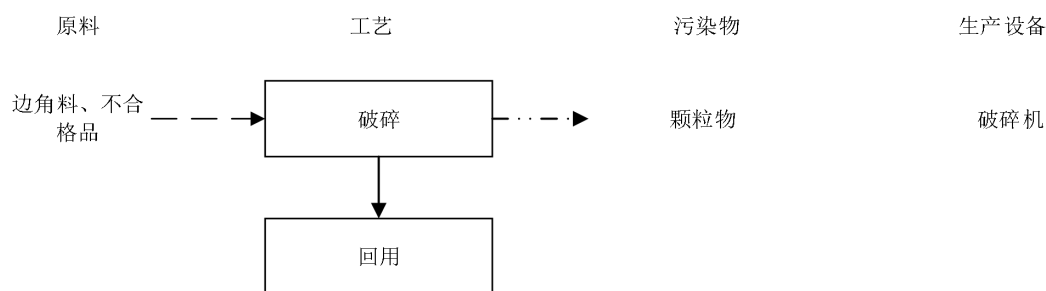 原料 工艺 污染物 生产设备
边角料、不合
格品
破碎 颗粒物 破碎机
回用